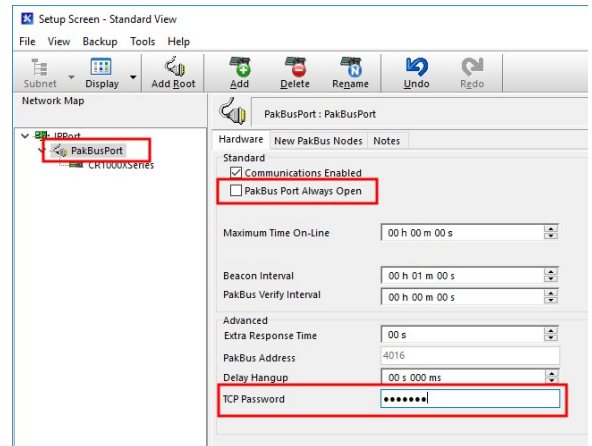 Setup Screen - Standard View
File View Backup Tools Help
Subnet Display Add Root Add Delete Rename Undo Redo
Network Map
PakBusPort : PakBusPort
IPPort
PakBusPort
CR1000XSeries
Hardware New PakBus Nodes Notes
Standard
Communications Enabled
PakBus Port Always Open
Maximum Time On-Line 00 h 00 m 00 s
Beacon Interval 00 h 01 m 00 s
PakBus Verify Interval 00 h 00 m 00 s
Advanced
Extra Response Time 00 s
PakBus Address 4016
Delay Hangup 00 s 000 ms
TCP Password •••••••